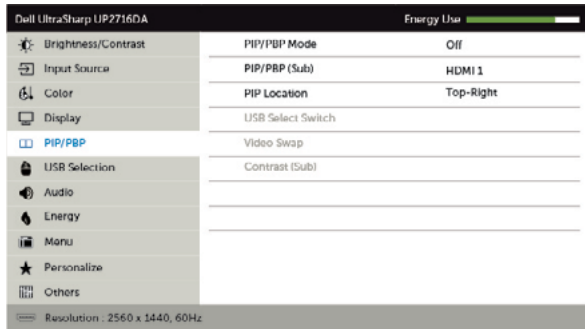 Dell UltraSharp UP2716DA Energy Use
Brightness/Contrast PIP/PBP Mode Off
Input Source PIP/PBP (Sub) HDMI 1
Color PIP Location Top-Right
Display USB Select Switch
PIP/PBP Video Swap
USB Selection Contrast (Sub)
Audio
Energy
Menu
Personalize
Others
Resolution : 2560 x 1440, 60Hz